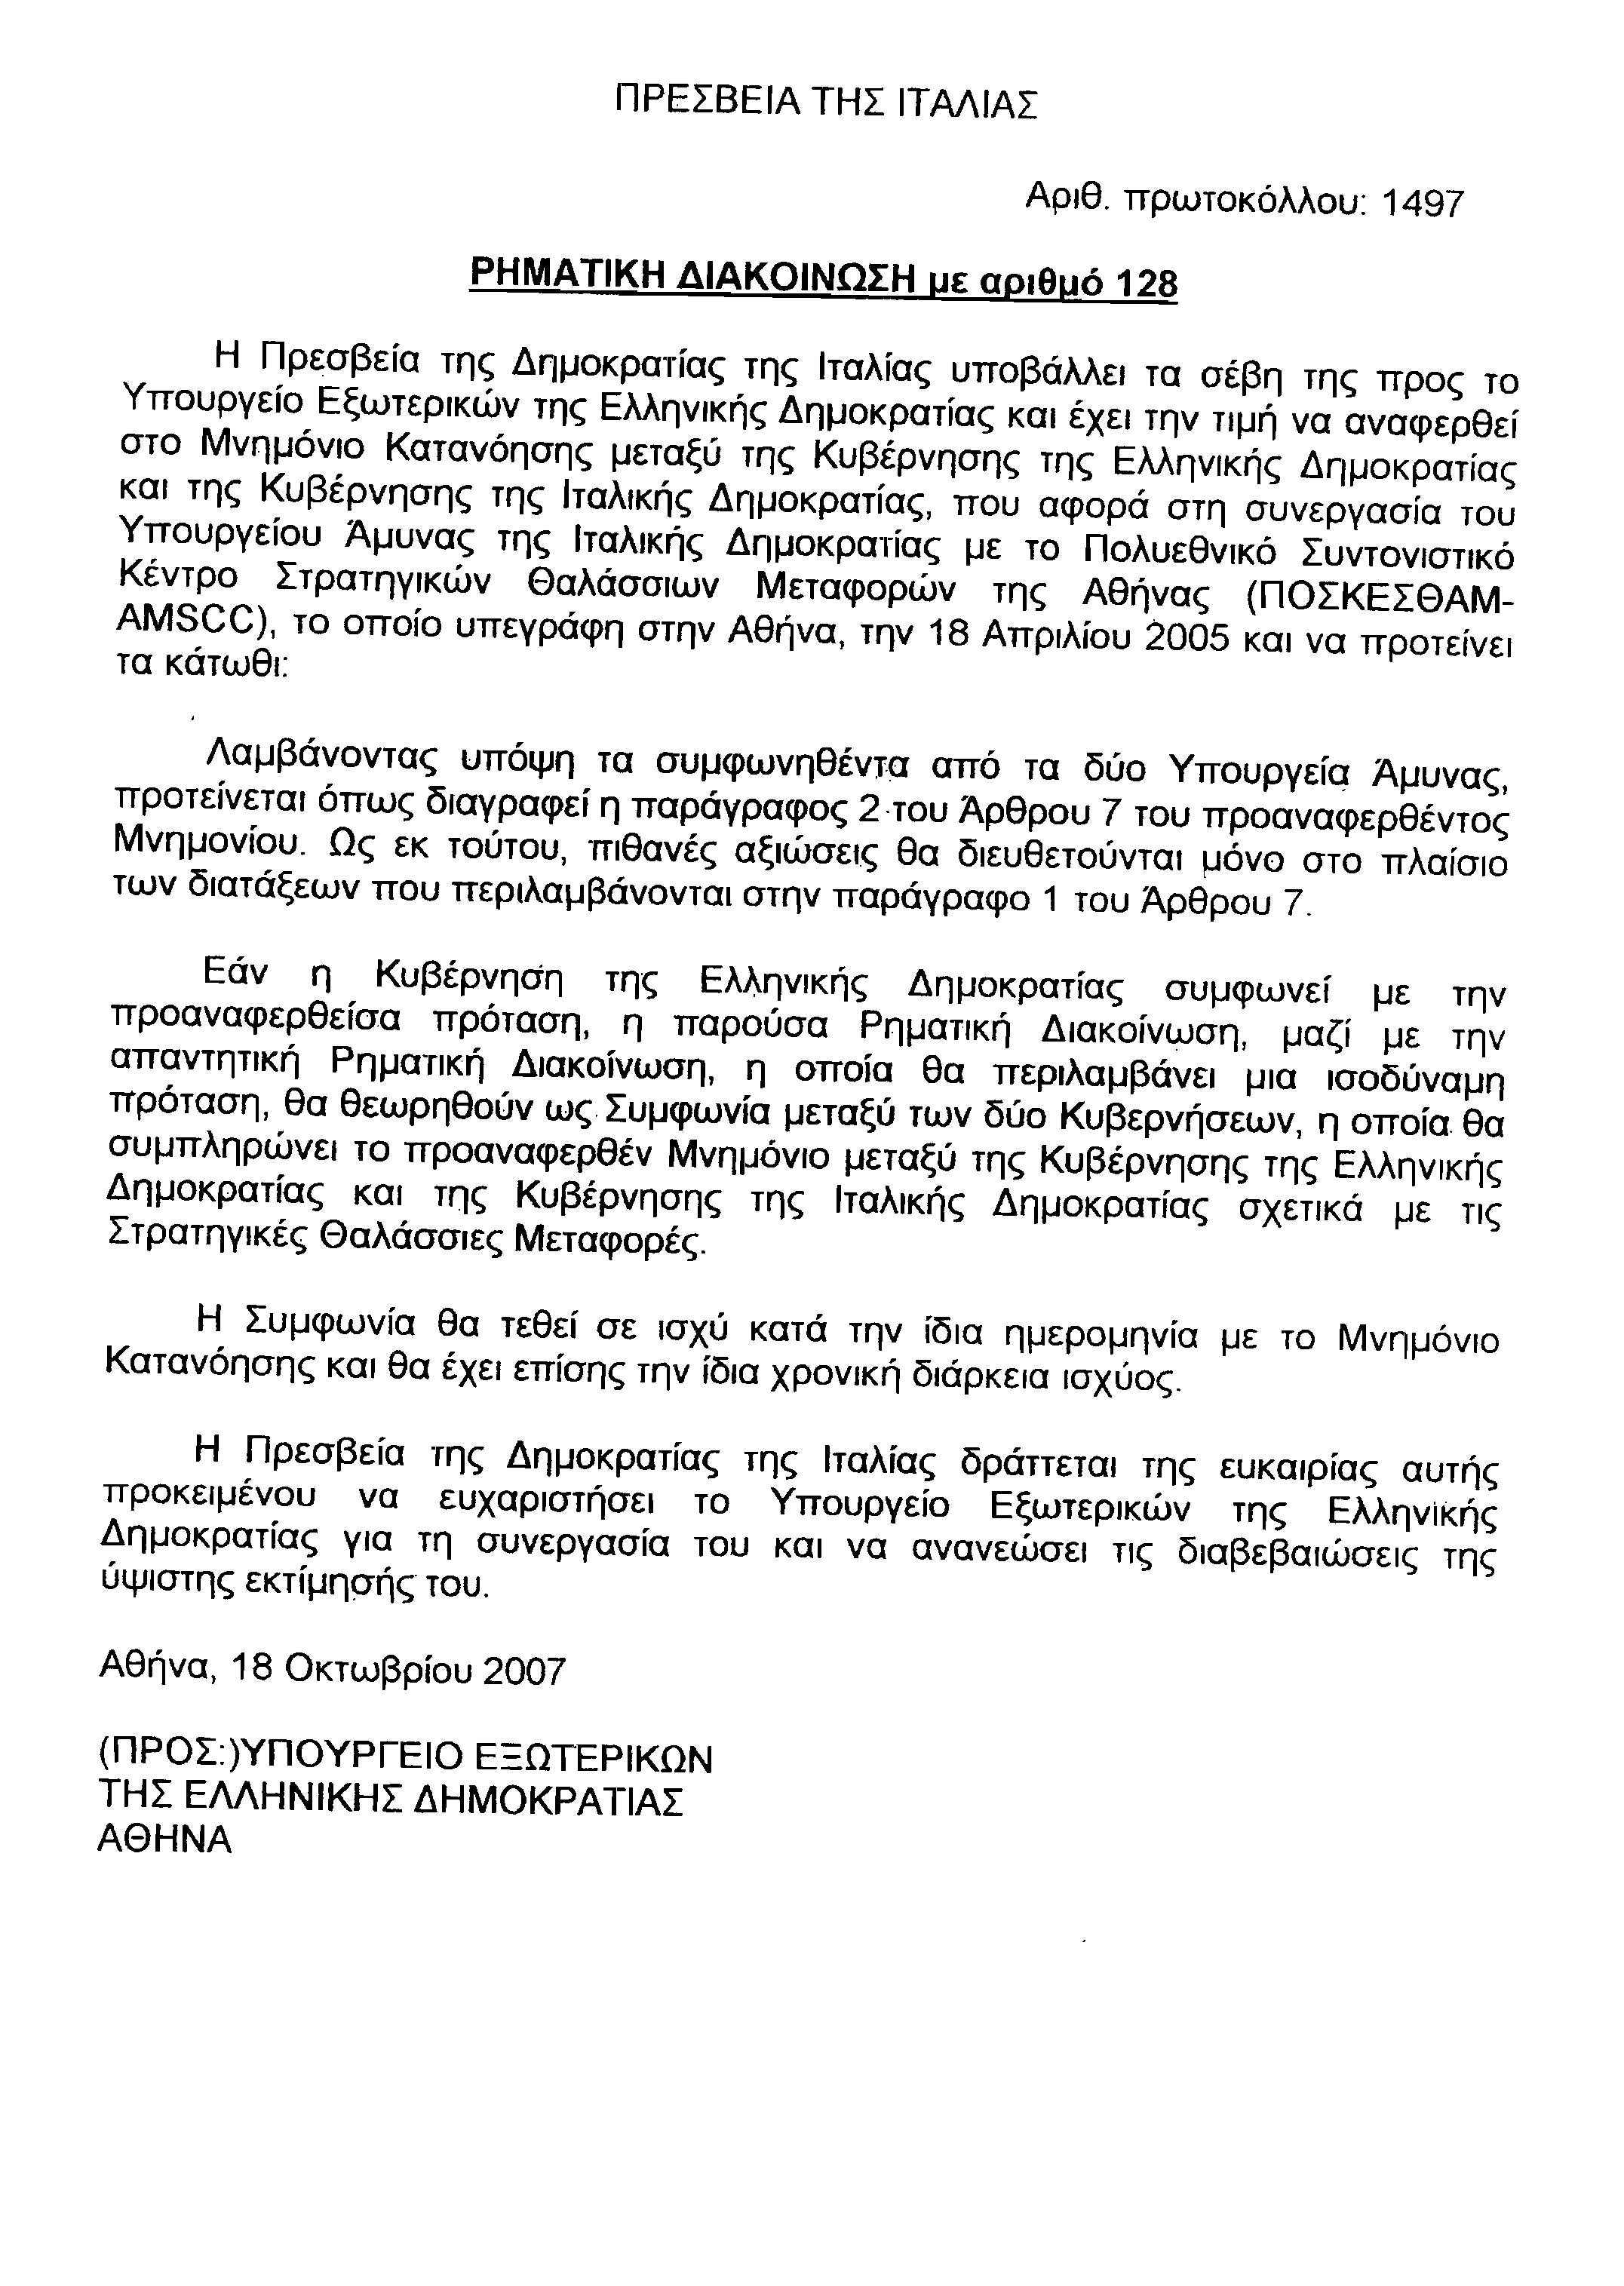 ΠΡΕΣΒΕΙΑ ΤΗΣ ΙΤΑΛΙΑΣ
Αριθ. πρωτοκόλλου: 1497
ΡΗΜΑΤΙΚΗ ΔΙΑΚΟΙΝΩΣΗ με αριθμό 128
Η Πρεσβεία της Δημοκρατίας της Ιταλίας υποβάλλει τα σέβη της προς το
Υπουργείο Εξωτερικών της Ελληνικής Δημοκρατίας και έχει την τιμή να αναφερθεί
στο Μνημόνιο Κατανόησης μεταξύ της Κυβέρνησης της Ελληνικής Δημοκρατίας
και της Κυβέρνησης της Ιταλικής Δημοκρατίας, που αφορά στη συνεργασία του
Υπουργείου Άμυνας της Ιταλικής Δημοκρατίας με το Πολυεθνικό Συντονιστικό
Κέντρο Στρατηγικών Θαλάσσιων Μεταφορών της Αθήνας (ΠΟΣΚΕΣΘΑΜ-
AMSCC), το οποίο υπεγράφη στην Αθήνα, την 18 Απριλίου 2005 και να προτείνει
τα κάτωθι:
Λαμβάνοντας υπόψη τα συμφωνηθέντα από τα δύο Υπουργεία Άμυνας,
προτείνεται όπως διαγραφεί η παράγραφος 2 του Άρθρου 7 του προαναφερθέντος
Μνημονίου. Ως εκ τούτου, πιθανές αξιώσεις θα διευθετούνται μόνο στο πλαίσιο
των διατάξεων που περιλαμβάνονται στην παράγραφο 1 του Άρθρου 7.
Εάν η Κυβέρνηση της Ελληνικής Δημοκρατίας συμφωνεί με την
προαναφερθείσα πρόταση, η παρούσα Ρηματική Διακοίνωση, μαζί με την
απαντητική Ρηματική Διακοίνωση, η οποία θα περιλαμβάνει μια ισοδύναμη
πρόταση, θα θεωρηθούν ως Συμφωνία μεταξύ των δύο Κυβερνήσεων, η οποία θα
συμπληρώνει το προαναφερθέν Μνημόνιο μεταξύ της Κυβέρνησης της Ελληνικής
Δημοκρατίας και της Κυβέρνησης της Ιταλικής Δημοκρατίας σχετικά με τις
Στρατηγικές Θαλάσσιες Μεταφορές.
Η Συμφωνία θα τεθεί σε ισχύ κατά την ίδια ημερομηνία με το Μνημόνιο
Κατανόησης και θα έχει επίσης την ίδια χρονική διάρκεια ισχύος.
Η Πρεσβεία της Δημοκρατίας της Ιταλίας δράττεται της ευκαιρίας αυτής
προκειμένου να ευχαριστήσει το Υπουργείο Εξωτερικών της Ελληνικής
Δημοκρατίας για τη συνεργασία του και να ανανεώσει τις διαβεβαιώσεις της
ύψιστης εκτίμησής του.
Αθήνα, 18 Οκτωβρίου 2007
(ΠΡΟΣ:)ΥΠΟΥΡΓΕΙΟ ΕΞΩΤΕΡΙΚΩΝ
ΤΗΣ ΕΛΛΗΝΙΚΗΣ ΔΗΜΟΚΡΑΤΙΑΣ
ΑΘΗΝΑ